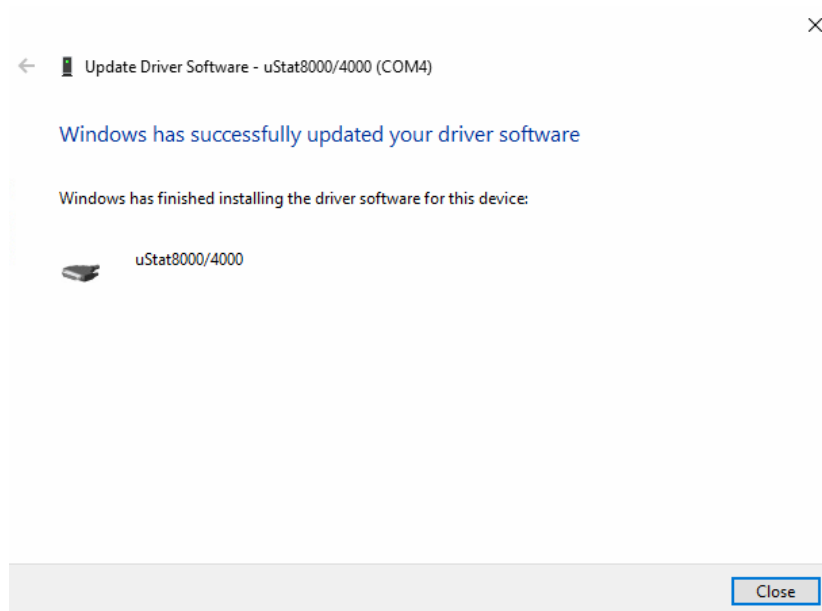 Update Driver Software - uStat8000/4000 (COM4)
Windows has successfully updated your driver software
Windows has finished installing the driver software for this device:
uStat8000/4000
Close